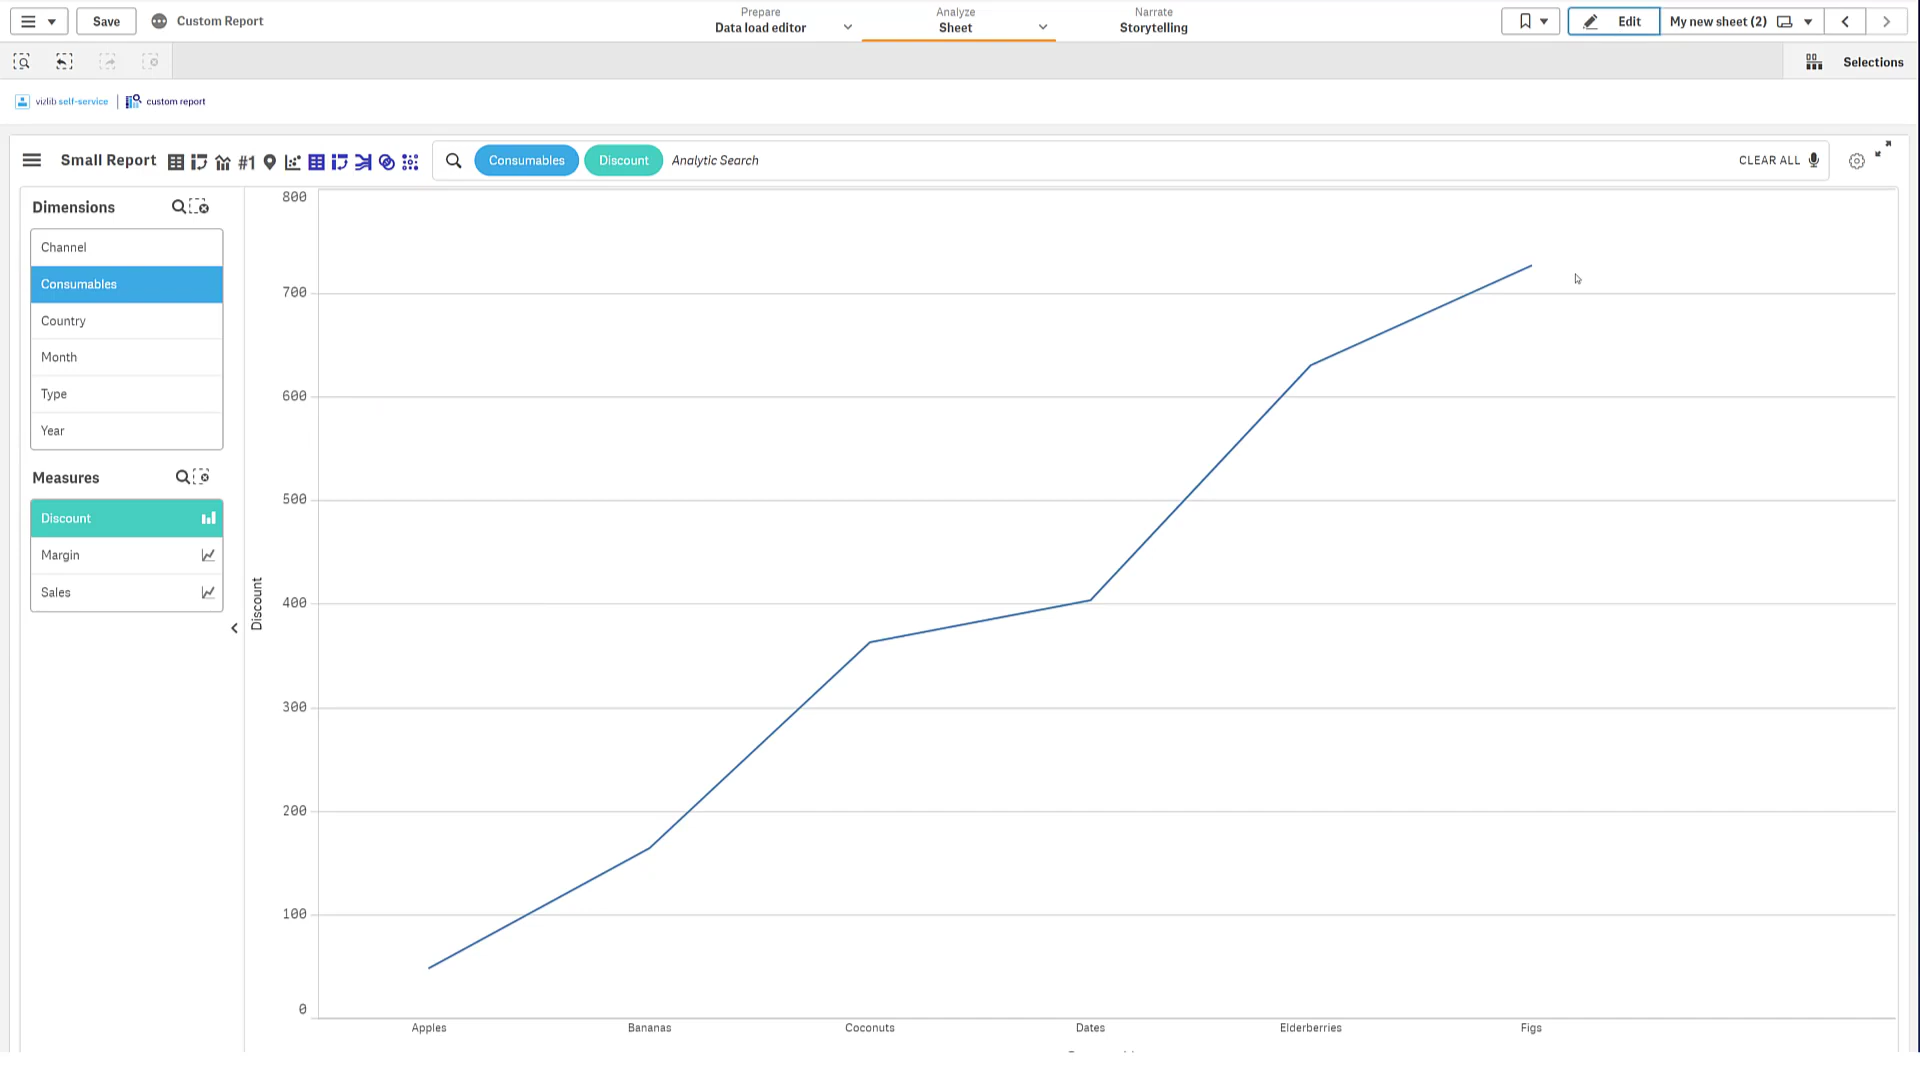 Save
Custom Report
Prepare
Data load editor
Analyze
Sheet
Narrate
Storytelling
Edit
My new sheet (2)
Selections
vizlib self-service
custom report
Small Report
#1
Consumables
Discount
Analytic Search
CLEAR ALL
Dimensions
Channel
Consumables
Country
Month
Type
Year
Measures
Discount
Margin
Sales
Discount
800
700
600
500
400
300
200
100
0
Apples
Bananas
Coconuts
Dates
Elderberries
Figs